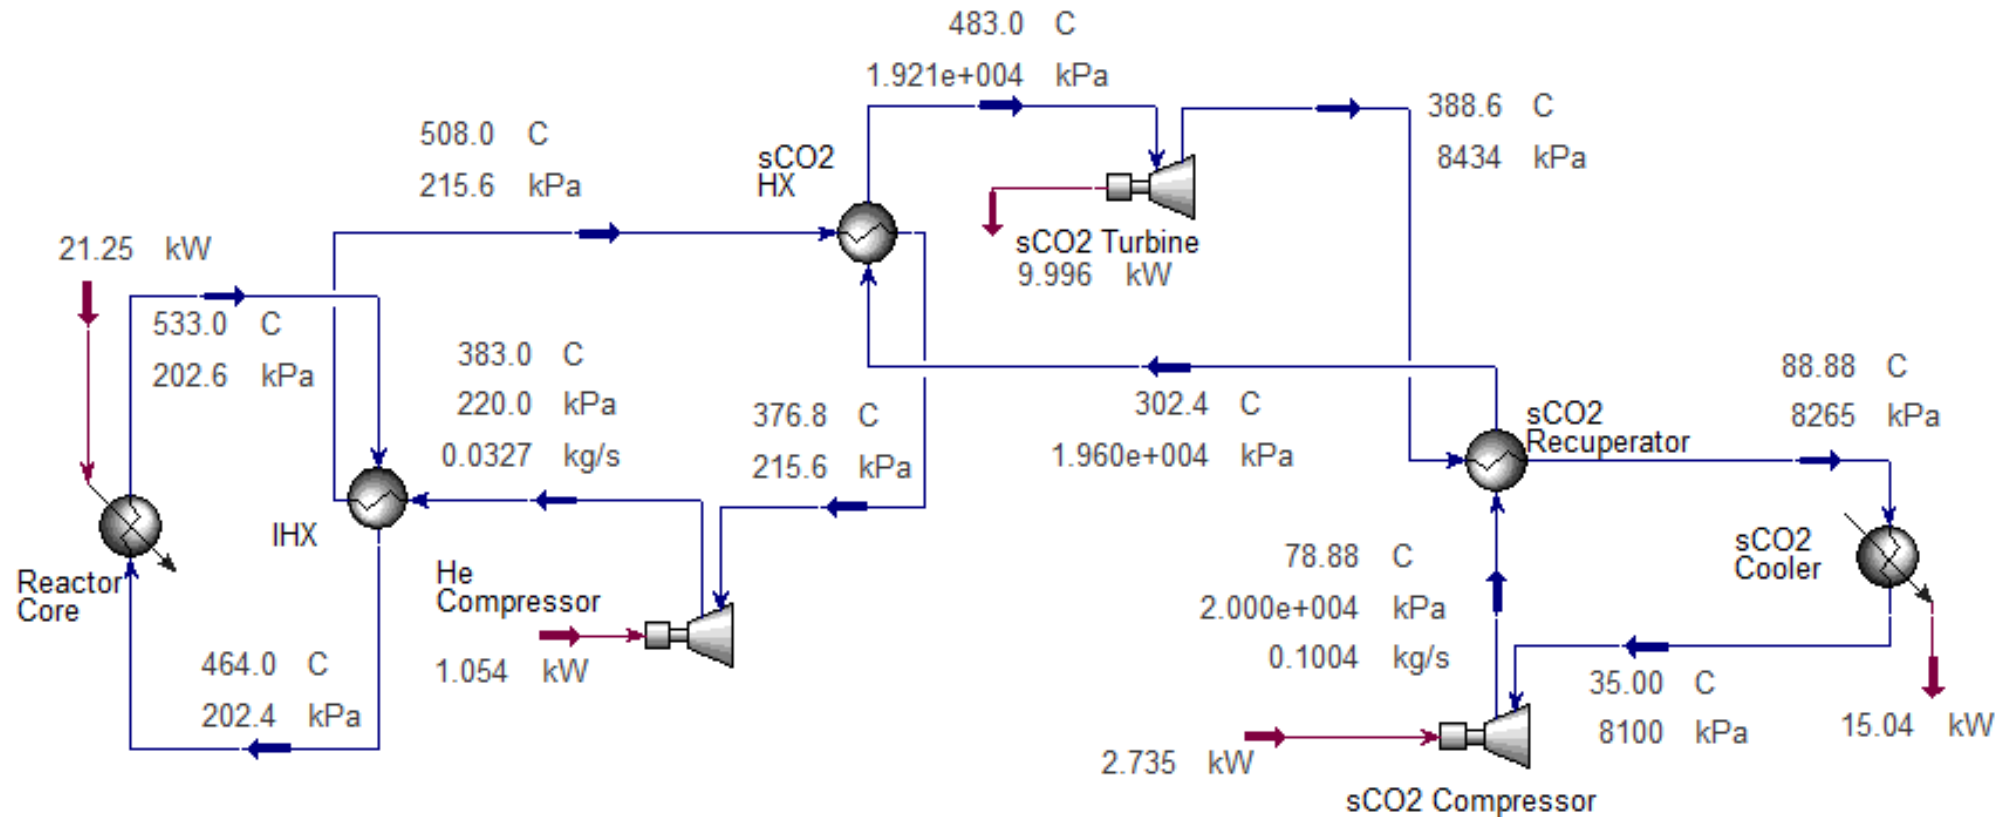 483.0 C
1.921e+004 kPa
508.0 C
215.6 kPa
sCO2
HX
388.6 C
8434 kPa
21.25 kW
sCO2 Turbine
9.996 kW
533.0 C
202.6 kPa
383.0 C
220.0 kPa
0.0327 kg/s
376.8 C
215.6 kPa
302.4 C
1.960e+004 kPa
sCO2
Recuperator
88.88 C
8265 kPa
IHX
Reactor
Core
He
Compressor
1.054 kW
464.0 C
202.4 kPa
78.88 C
2.000e+004 kPa
0.1004 kg/s
sCO2
Cooler
35.00 C
8100 kPa
15.04 kW
2.735 kW
sCO2 Compressor